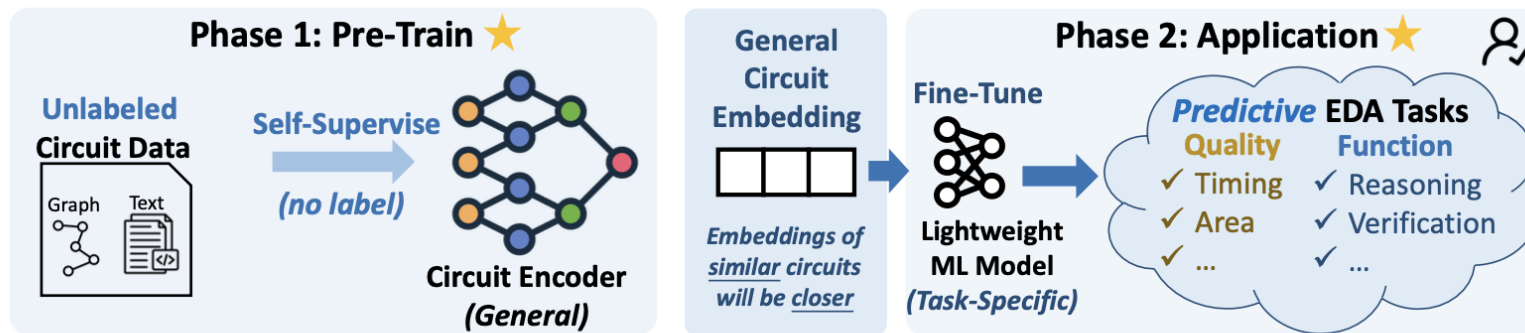 Phase 1: Pre-Train
Unlabeled
Circuit Data
Graph
Text
</>
Self-Supervise
(no label)
Circuit Encoder
(General)
General
Circuit
Embedding
Embeddings of
similar circuits
will be closer
Phase 2: Application
Fine-Tune
Lightweight
ML Model
(Task-Specific)
Predictive EDA Tasks
Quality
✓ Timing
✓ Area
✓ ...
Function
✓ Reasoning
✓ Verification
✓ ...